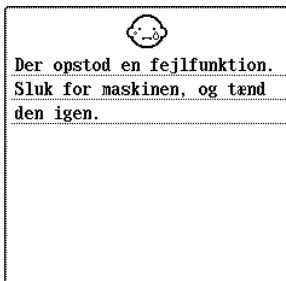 Der opstod en fejlfunktion.
Sluk for maskinen, og tænd
den igen.